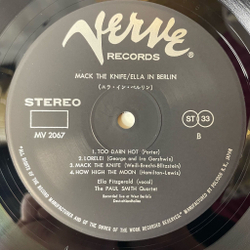 Verve
RECORDS
MACK THE KNIFE/ELLA IN BERLIN
(エラ・イン・ベルリン)
STEREO
MV 2067
ST 33
B
1. TOO DARN HOT (Porter)
2. LORELEI (George and Ira Gershwin)
3. MACK THE KNIFE (Weill-Brecht-Blitzstein)
4. HOW HIGH THE MOON (Hamilton-Lewis)
Ella Fitzgerald (vocal)
The PAUL SMITH Quartet
Recorded live at West Berlin,
Deutschlandhallen